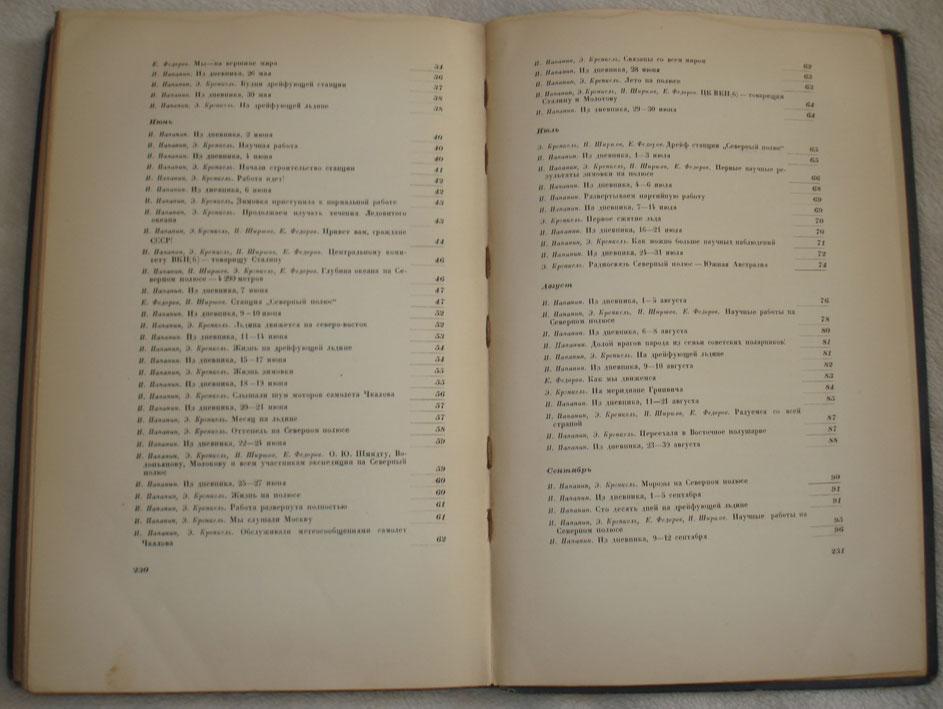 Е. Федоров. Мы—на вершине мира 34
И. Папанин. Из дневника, 26 мая 36
И. Папанин, Э. Кренкель. Будни дрейфующей станции 37
И. Папанин. Из дневника, 30 мая 38
И. Папанин, Э. Кренкель. На дрейфующей льдине 38
Июнь
И. Папанин. Из дневника, 2 июня 40
И. Папанин, Э. Кренкель. Научная работа 40
И. Папанин. Из дневника, 4 июня 40
И. Папанин, Э. Кренкель. Начали строительство станции 41
И. Папанин, Э. Кренкель. Работа идет! 42
И. Папанин. Из дневника, 6 июня 42
И. Папанин, Э. Кренкель. Зимовка приступила к нормальной работе 43
И. Папанин, Э. Кренкель. Продолжаем изучать течения Ледовитого
океана 43
И. Папанин, Э. Кренкель, П. Ширшов, Е. Федоров. Привет вам, граждане
СССР! 44
И. Папанин, Э. Кренкель, П. Ширшов, Е. Федоров. Центральному коми-
тету ВКП(б)—товарищу Сталину 46
И. Папанин, П. Ширшов, Э. Кренкель, Е. Федоров. Глубина океана на Се-
верном полюсе—4 290 метров 46
И. Папанин. Из дневника, 7 июня 47
Е. Федоров, П. Ширшов. Станция „Северный полюс“ 47
И. Папанин. Из дневника, 9—10 июня 52
И. Папанин, Э. Кренкель. Льдина движется на северо-восток 52
И. Папанин. Из дневника, 11—14 июня 53
И. Папанин, Э. Кренкель. Жизнь на дрейфующей льдине 54
И. Папанин. Из дневника, 15—17 июня 54
И. Папанин, Э. Кренкель. Жизнь зимовки 55
И. Папанин. Из дневника, 18—19 июня 55
И. Папанин, Э. Кренкель. Слышали шум моторов самолета Чкалова 56
И. Папанин. Из дневника, 20—21 июня 57
И. Папанин, Э. Кренкель. Месяц на льдине 57
И. Папанин, Э. Кренкель. Оттепель на Северном полюсе 58
И. Папанин. Из дневника, 22—24 июня 59
И. Папанин, Э. Кренкель, П. Ширшов, Е. Федоров. О. Ю. Шмидту, Во-
допьянову, Молокову и всем участникам экспедиции на Северный
полюс 59
И. Папанин. Из дневника, 25—27 июня 60
И. Папанин, Э. Кренкель. Жизнь на полюсе 60
И. Папанин, Э. Кренкель. Работа развернута полностью 61
И. Папанин, Э. Кренкель. Мы слушали Москву 61
И. Папанин, Э. Кренкель. Обслуживали метеосообщениями самолет
Чкалова 62
230
И. Папанин, Э. Кренкель. Связаны со всем миром 62
И. Папанин. Из дневника, 28 июня 63
И. Папанин, Э. Кренкель. Лето на полюсе 63
И. Папанин, Э. Кренкель, П. Ширшов, Е. Федоров. ЦК ВКП(б)—товарищам
Сталину и Молотову 64
И. Папанин. Из дневника, 29—30 июня 64
Июль
Э. Кренкель, П. Ширшов, Е. Федоров. Дрейф станции „Северный полюс“ 65
И. Папанин. Из дневника, 1—3 июля 65
И. Папанин, Э. Кренкель, П. Ширшов, Е. Федоров. Первые научные ре-
зультаты зимовки на полюсе 66
И. Папанин. Из дневника, 4—6 июля 68
И. Папанин. Развертываем партийную работу 69
И. Папанин. Из дневника, 7—14 июля 69
Э. Кренкель. Первое сжатие льда 70
И. Папанин. Из дневника, 16—21 июля 70
И. Папанин, Э. Кренкель. Как можно больше научных наблюдений 71
И. Папанин. Из дневника, 24—31 июля 72
Э. Кренкель. Радиосвязь Северный полюс—Южная Австралия 74
Август
И. Папанин. Из дневника, 1—5 августа 76
И. Папанин, Э. Кренкель, П. Ширшов, Е. Федоров. Научные работы на
Северном полюсе 78
И. Папанин. Из дневника, 6—8 августа 80
И. Папанин. Долой врагов народа из семьи советских полярников! 81
И. Папанин, Э. Кренкель. На дрейфующей льдине 81
И. Папанин. Из дневника, 9—10 августа 82
Е. Федоров. Как мы движемся 83
Э. Кренкель. На меридиане Гринвича 84
И. Папанин. Из дневника, 11—21 августа 85
И. Папанин, Э. Кренкель, П. Ширшов, Е. Федоров. Радуемся со всей
страной 87
И. Папанин, Э. Кренкель. Переехали в Восточное полушарие 87
И. Папанин. Из дневника, 23—30 августа 88
Сентябрь
И. Папанин, Э. Кренкель. Морозы на Северном полюсе 90
И. Папанин. Из дневника, 1—5 сентября 91
И. Папанин. Сто десять дней на дрейфующей льдине 91
И. Папанин, Э. Кренкель, Е. Федоров, П. Ширшов. Научные работы на
Северном полюсе 95
И. Папанин. Из дневника, 9—12 сентября 96
231